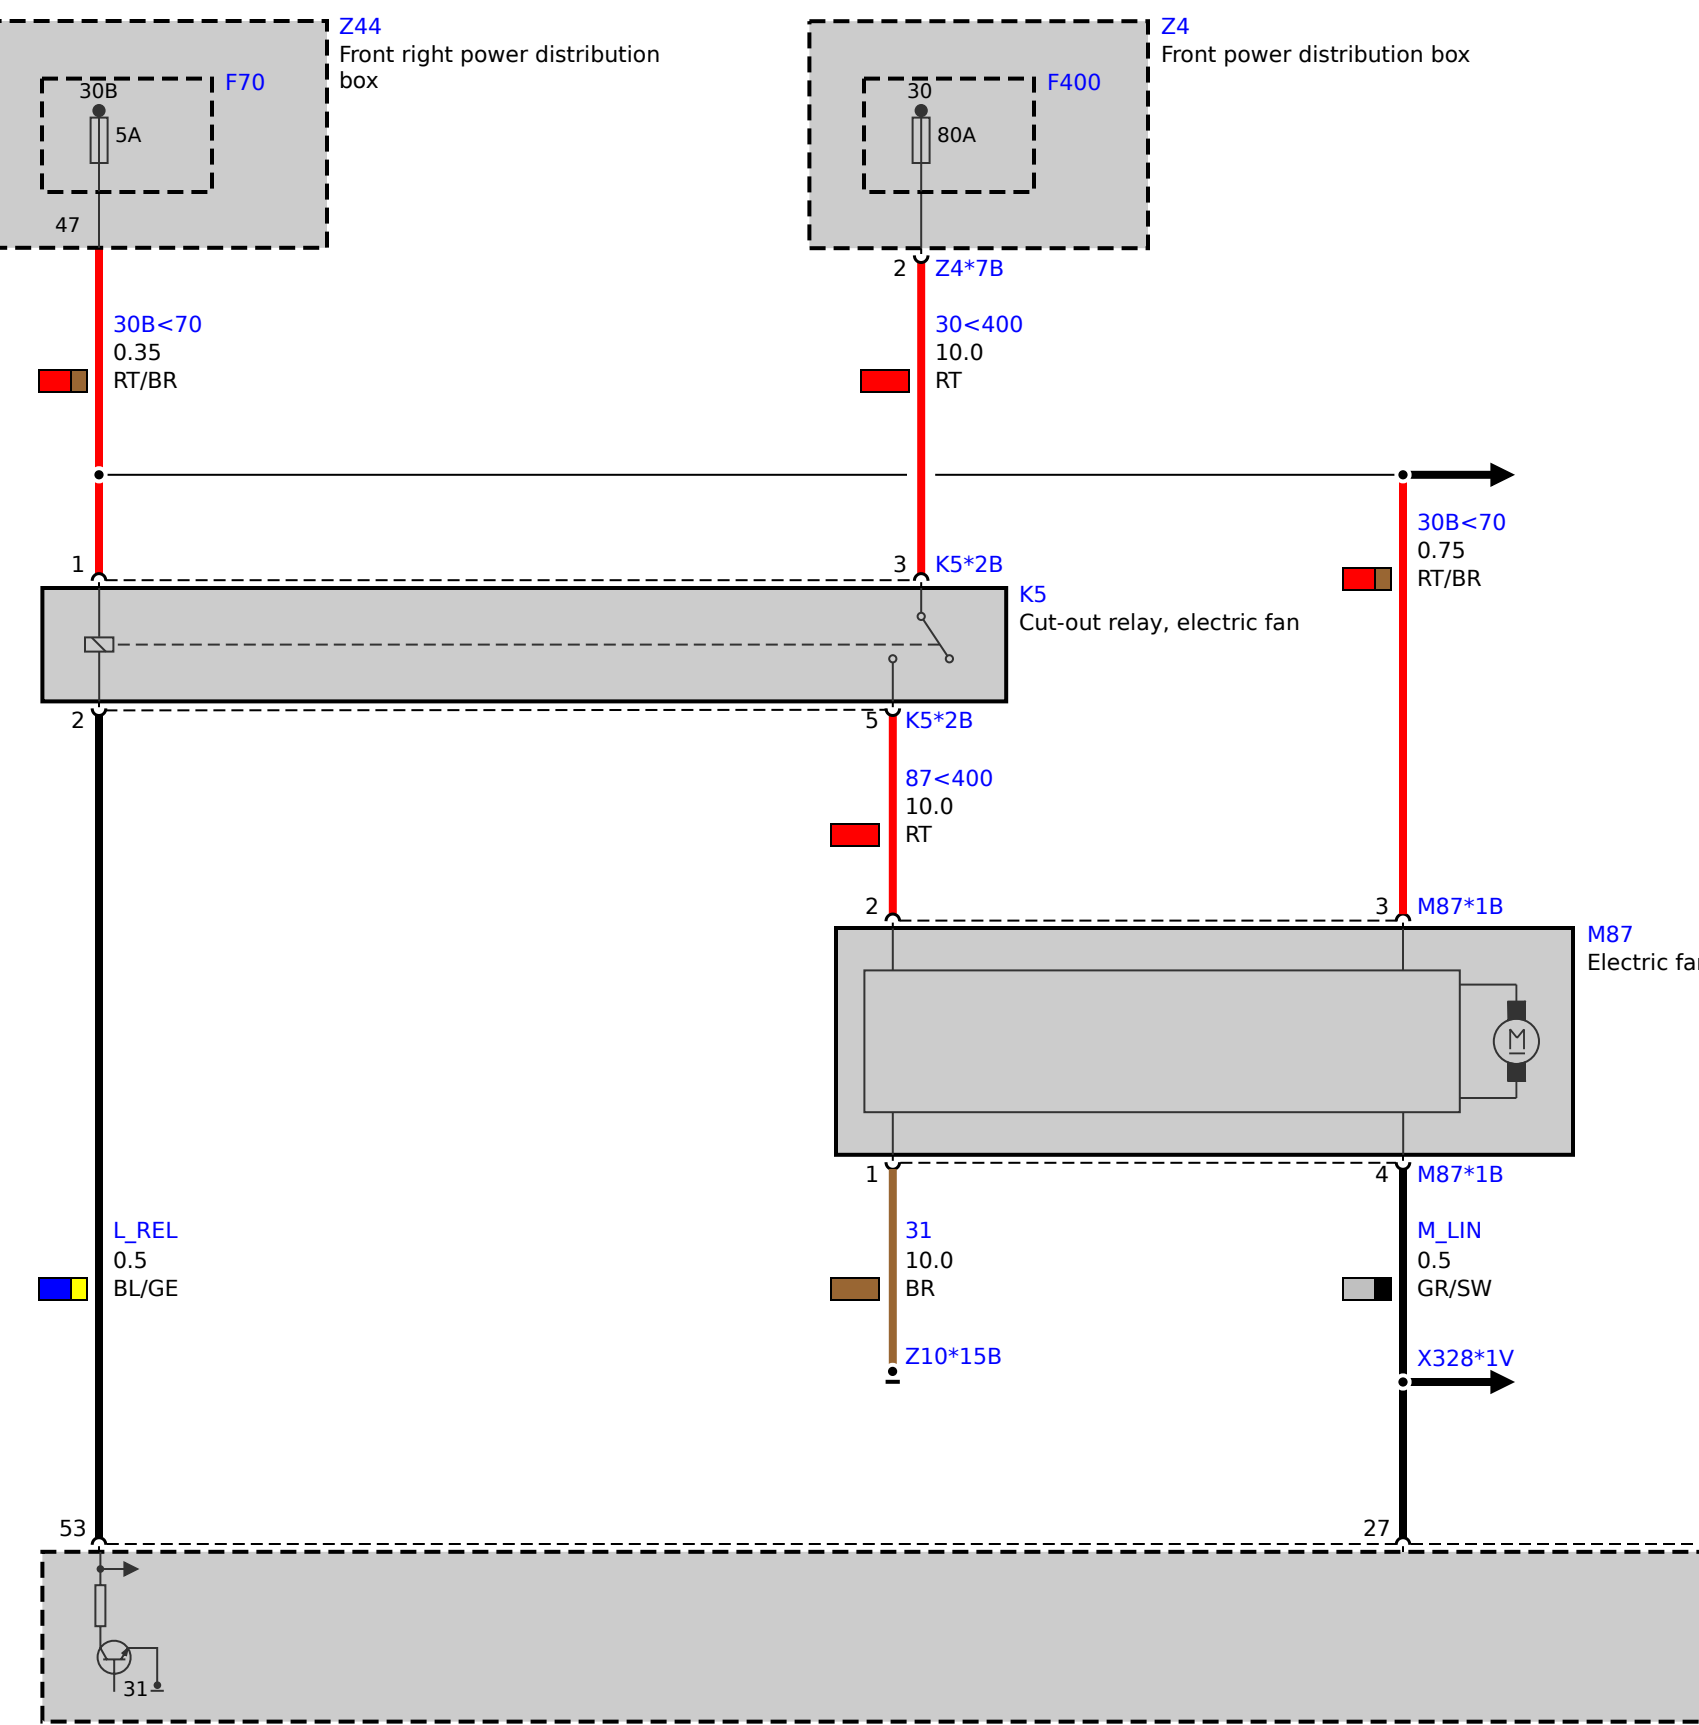 Z44
Front right power distribution
box
F70
30B
5A
47
Z4
Front power distribution box
F400
30
80A
2 Z4*7B
30B<70
0.35
RT/BR
30<400
10.0
RT
30B<70
0.75
RT/BR
1
3 K5*2B
K5
Cut-out relay, electric fan
2
5 K5*2B
87<400
10.0
RT
2
3 M87*1B
M87
Electric
M
1
4 M87*1B
L_REL
0.5
BL/GE
31
10.0
BR
M_LIN
0.5
GR/SW
Z10*15B
X328*1V
53
27
31